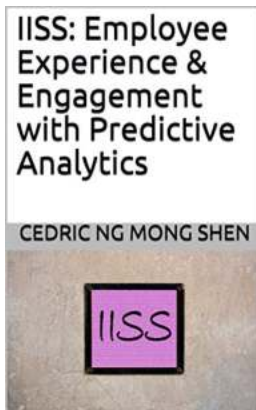 IISS: Employee
Experience &
Engagement
with Predictive
Analytics
CEDRIC NG MONG SHEN
IISS